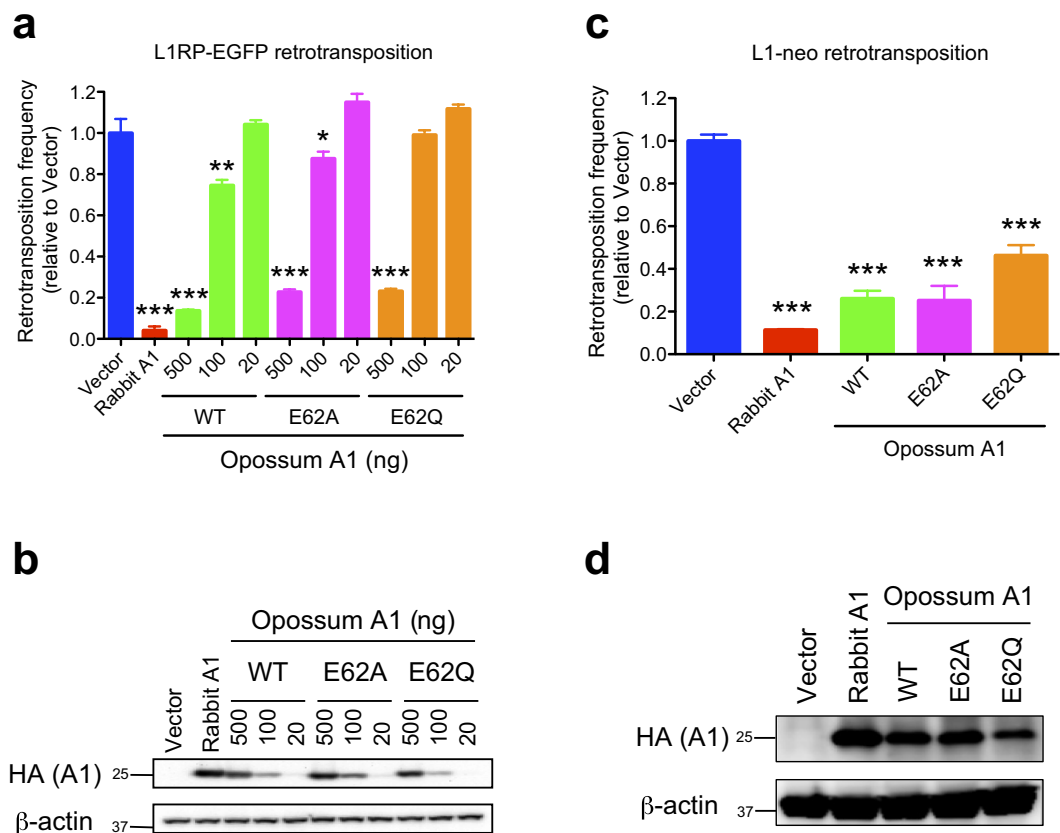 a
L1RP-EGFP retrotransposition
Retrotransposition frequency
(relative to Vector)
1.2
1.0
0.8
0.6
0.4
0.2
0.0
***
***
**
***
*
***
Vector
Rabbit A1
500
100
20
500
100
20
500
100
20
WT
E62A
E62Q
Opossum A1 (ng)
c
L1-neo retrotransposition
Retrotransposition frequency
(relative to Vector)
1.2
1.0
0.8
0.6
0.4
0.2
0.0
***
***
***
***
Vector
Rabbit A1
WT
E62A
E62Q
Opossum A1
b
Opossum A1 (ng)
WT
E62A
E62Q
Vector
Rabbit A1
500
100
20
500
100
20
500
100
20
HA (A1)
25
β-actin
37
d
Opossum A1
Vector
Rabbit A1
WT
E62A
E62Q
HA (A1)
25
β-actin
37